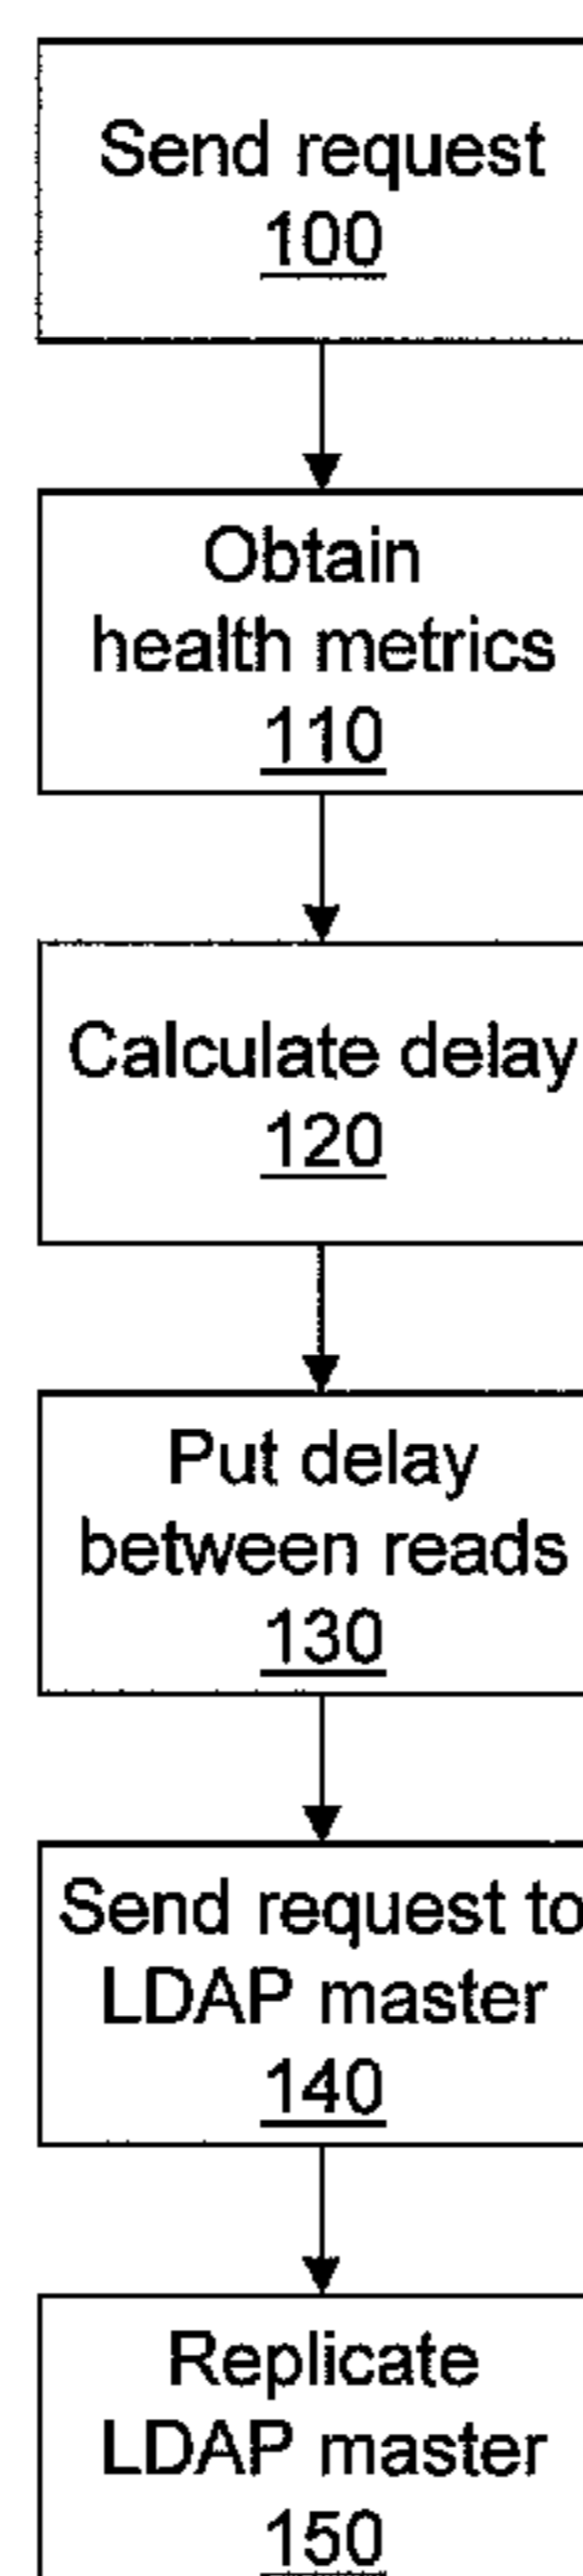 Send request
100
Obtain
health metrics
110
Calculate delay
120
Put delay
between reads
130
Send request to
LDAP master
140
Replicate
LDAP master
150